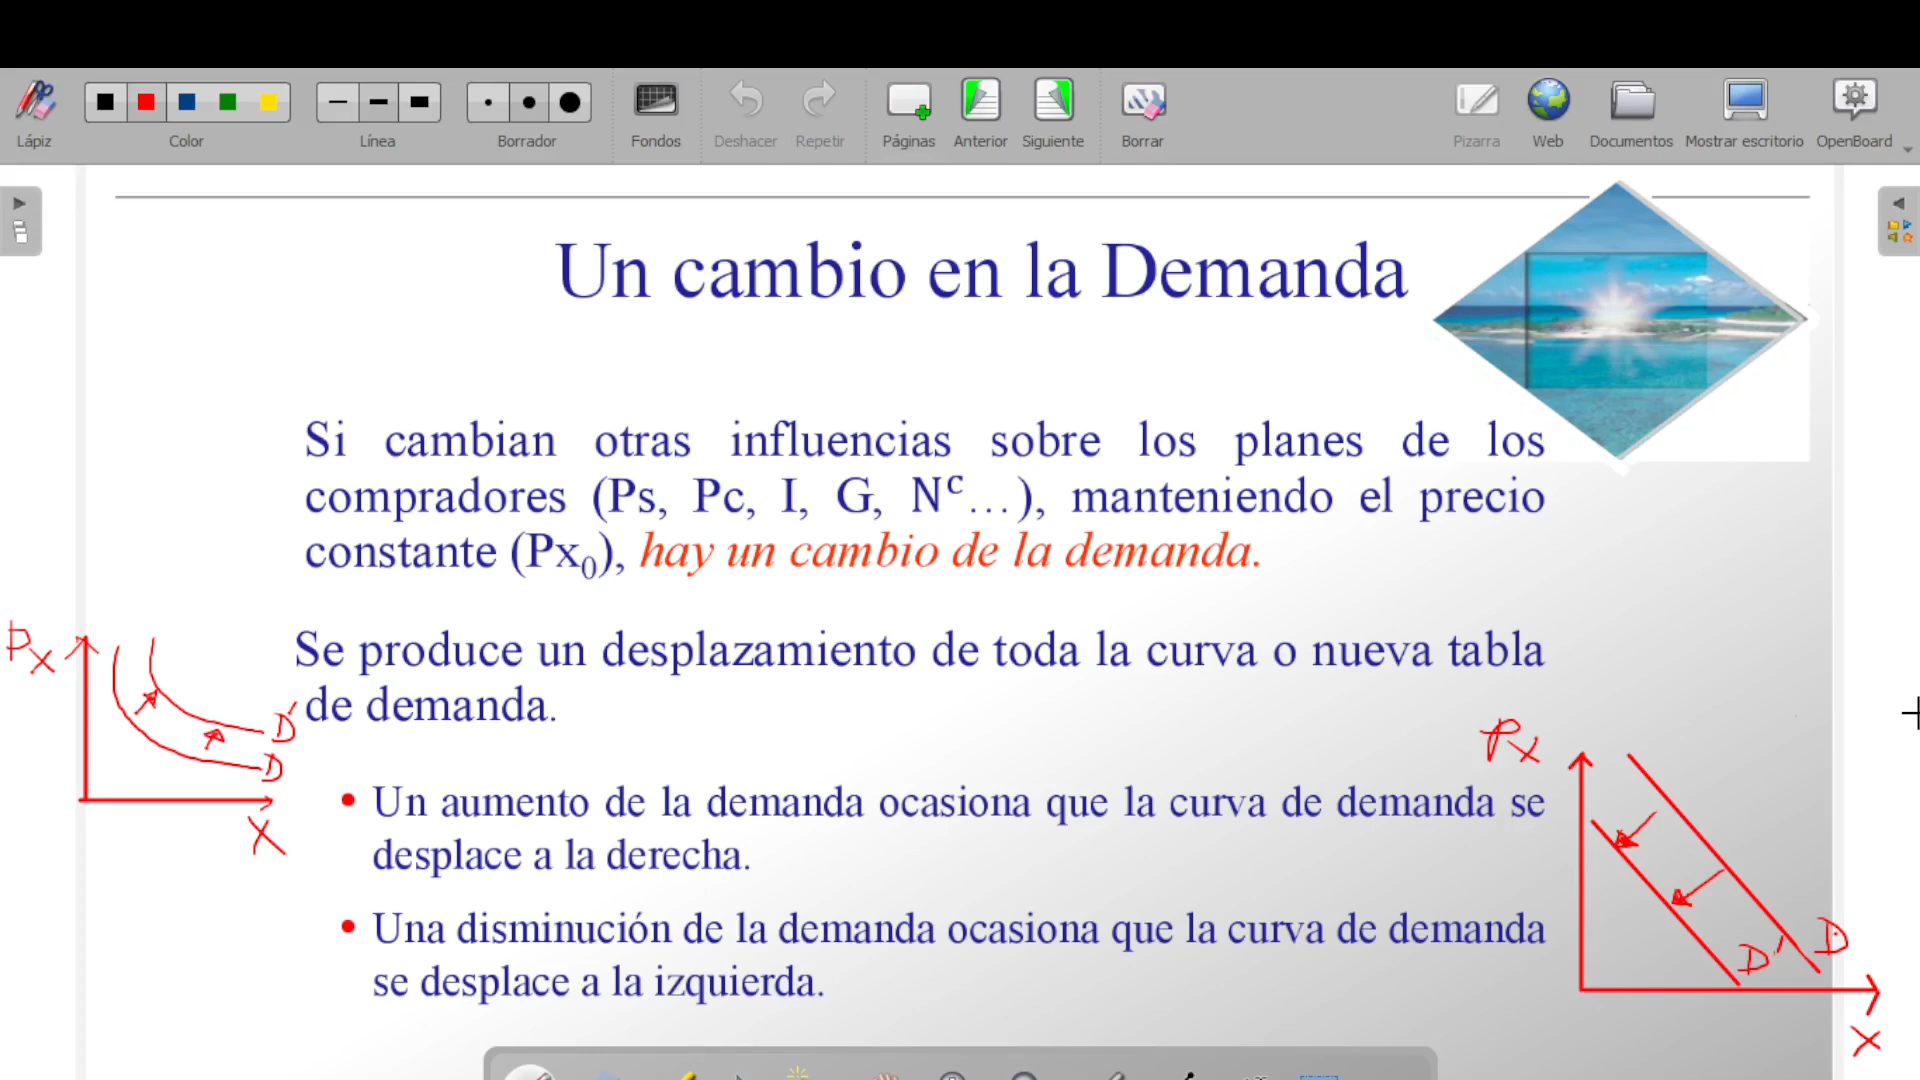 Lápiz
Color
Línea
Borrador
Fondos
Deshacer
Repetir
Páginas
Anterior
Siguiente
Borrar
Pizarra
Web
Documentos
Mostrar escritorio
OpenBoard
Un cambio en la Demanda
Si cambian otras influencias sobre los planes de los
compradores (Ps, Pc, I, G, Nᶜ…), manteniendo el precio
constante (Px₀), hay un cambio de la demanda.
Se produce un desplazamiento de toda la curva o nueva tabla
de demanda.
• Un aumento de la demanda ocasiona que la curva de demanda se
desplace a la derecha.
• Una disminución de la demanda ocasiona que la curva de demanda
se desplace a la izquierda.
Px
D'
D
X
Px
D'
D
X